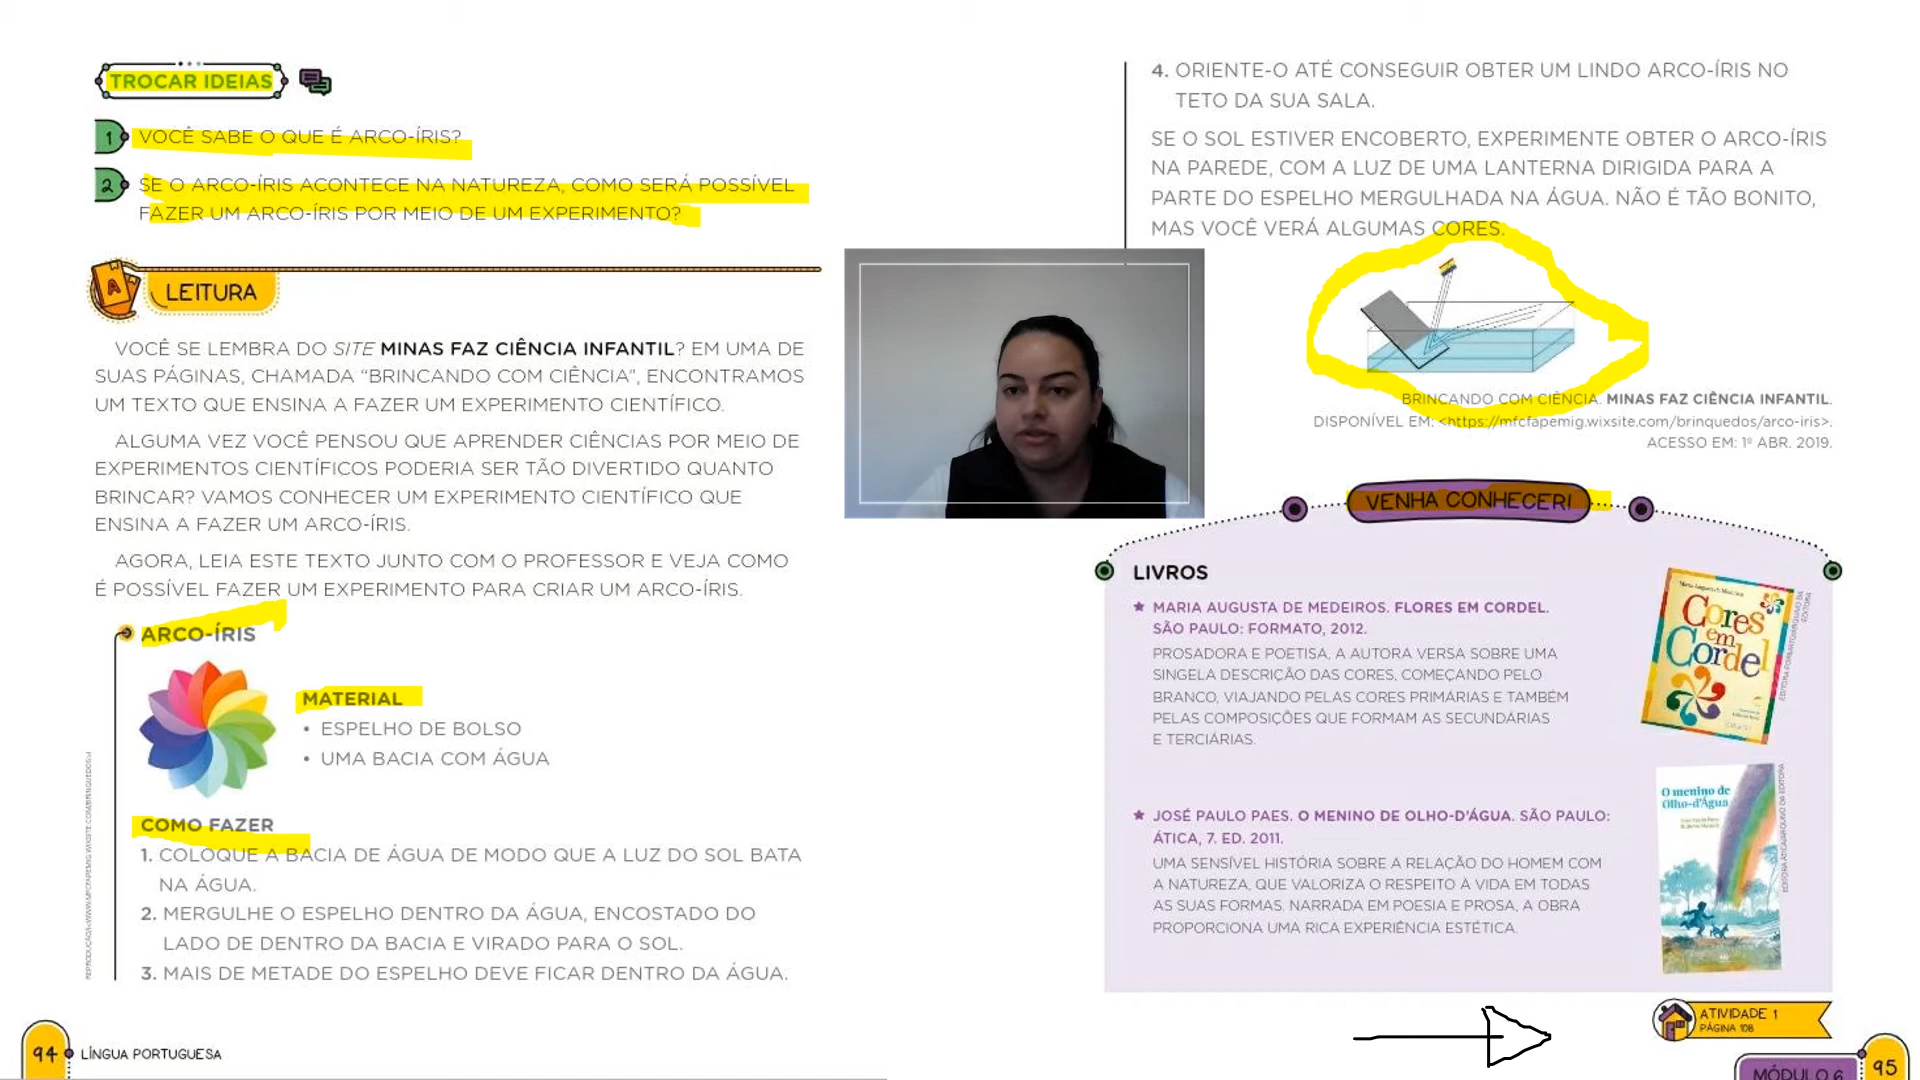 TROCAR IDEIAS
1 VOCÊ SABE O QUE É ARCO-ÍRIS?
2 SE O ARCO-ÍRIS ACONTECE NA NATUREZA, COMO SERÁ POSSÍVEL
FAZER UM ARCO-ÍRIS POR MEIO DE UM EXPERIMENTO?
A LEITURA
VOCÊ SE LEMBRA DO SITE MINAS FAZ CIÊNCIA INFANTIL? EM UMA DE
SUAS PÁGINAS, CHAMADA “BRINCANDO COM CIÊNCIA”, ENCONTRAMOS
UM TEXTO QUE ENSINA A FAZER UM EXPERIMENTO CIENTÍFICO.
ALGUMA VEZ VOCÊ PENSOU QUE APRENDER CIÊNCIAS POR MEIO DE
EXPERIMENTOS CIENTÍFICOS PODERIA SER TÃO DIVERTIDO QUANTO
BRINCAR? VAMOS CONHECER UM EXPERIMENTO CIENTÍFICO QUE
ENSINA A FAZER UM ARCO-ÍRIS.
AGORA, LEIA ESTE TEXTO JUNTO COM O PROFESSOR E VEJA COMO
É POSSÍVEL FAZER UM EXPERIMENTO PARA CRIAR UM ARCO-ÍRIS.
ARCO-ÍRIS
MATERIAL
• ESPELHO DE BOLSO
• UMA BACIA COM ÁGUA
COMO FAZER
1. COLOQUE A BACIA DE ÁGUA DE MODO QUE A LUZ DO SOL BATA
NA ÁGUA.
2. MERGULHE O ESPELHO DENTRO DA ÁGUA, ENCOSTADO DO
LADO DE DENTRO DA BACIA E VIRADO PARA O SOL.
3. MAIS DE METADE DO ESPELHO DEVE FICAR DENTRO DA ÁGUA.
94 LÍNGUA PORTUGUESA
4. ORIENTE-O ATÉ CONSEGUIR OBTER UM LINDO ARCO-ÍRIS NO
TETO DA SUA SALA.
SE O SOL ESTIVER ENCOBERTO, EXPERIMENTE OBTER O ARCO-ÍRIS
NA PAREDE, COM A LUZ DE UMA LANTERNA DIRIGIDA PARA A
PARTE DO ESPELHO MERGULHADA NA ÁGUA. NÃO É TÃO BONITO,
MAS VOCÊ VERÁ ALGUMAS CORES.
BRINCANDO COM CIÊNCIA. MINAS FAZ CIÊNCIA INFANTIL.
DISPONÍVEL EM: <https://mfcfapemig.wixsite.com/brinquedos/arco-iris>.
ACESSO EM: 1º ABR. 2019.
VENHA CONHECER!
LIVROS
★ MARIA AUGUSTA DE MEDEIROS. FLORES EM CORDEL.
SÃO PAULO: FORMATO, 2012.
PROSADORA E POETISA, A AUTORA VERSA SOBRE UMA
SINGELA DESCRIÇÃO DAS CORES, COMEÇANDO PELO
BRANCO, VIAJANDO PELAS CORES PRIMÁRIAS E TAMBÉM
PELAS COMPOSIÇÕES QUE FORMAM AS SECUNDÁRIAS
E TERCIÁRIAS.
Cores
em
Cordel
★ JOSÉ PAULO PAES. O MENINO DE OLHO-D'ÁGUA. SÃO PAULO:
ÁTICA, 7. ED. 2011.
UMA SENSÍVEL HISTÓRIA SOBRE A RELAÇÃO DO HOMEM COM
A NATUREZA, QUE VALORIZA O RESPEITO À VIDA EM TODAS
AS SUAS FORMAS. NARRADA EM POESIA E PROSA, A OBRA
PROPORCIONA UMA RICA EXPERIÊNCIA ESTÉTICA.
O menino de
Olho-d'Água
ATIVIDADE 1
PÁGINA 108
MÓDULO 6 95